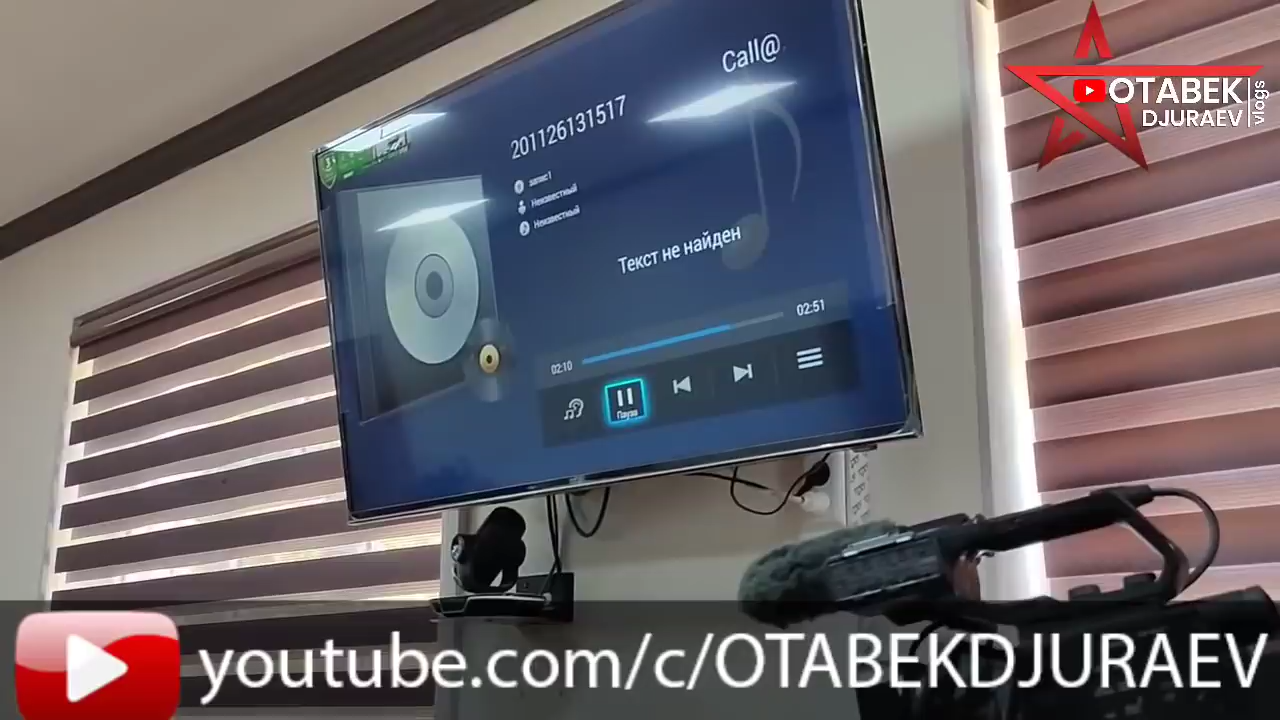 Call@
201126131517
запис1
Неизвестный
Неизвестный
Текст не найден
02:10
02:51
Пауза
OTABEK
DJURAEV
vlogs
youtube.com/c/OTABEKDJURAEV